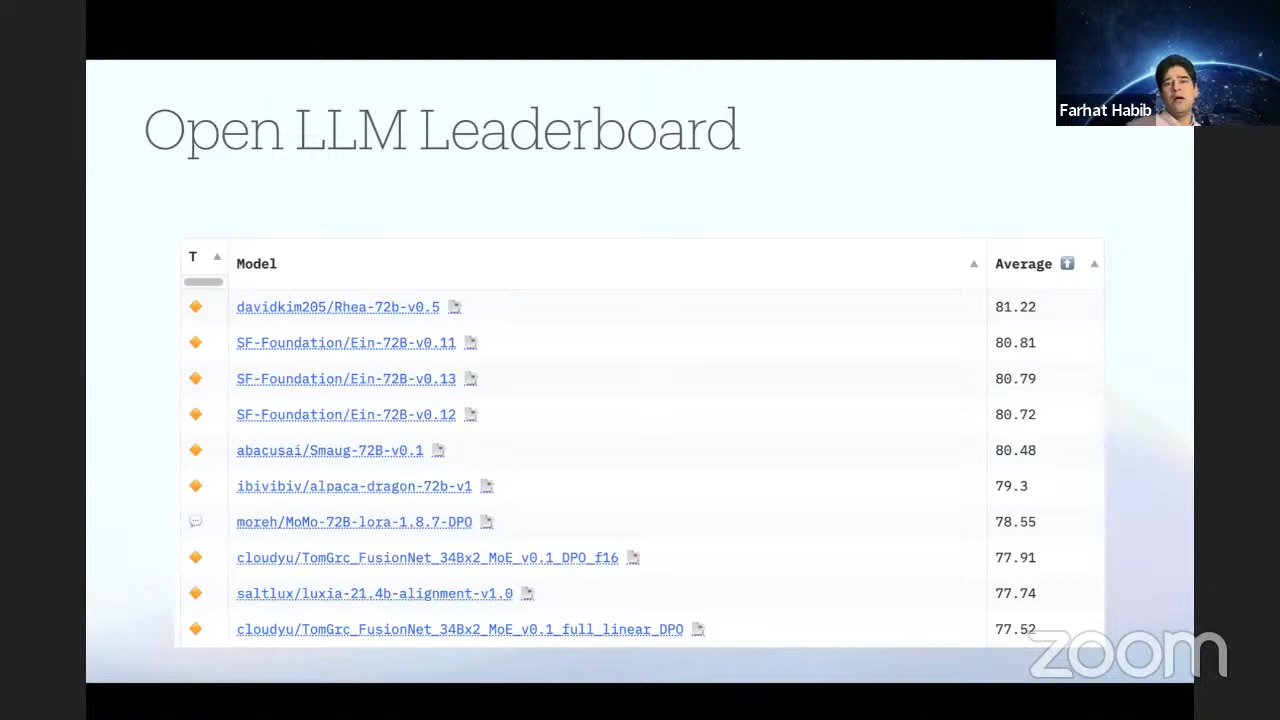 Farhat Habib
Open LLM Leaderboard
T Model Average
davidkim205/Rhea-72b-v0.5 81.22
SF-Foundation/Ein-72B-v0.11 80.81
SF-Foundation/Ein-72B-v0.13 80.79
SF-Foundation/Ein-72B-v0.12 80.72
abacusai/Smaug-72B-v0.1 80.48
ibivibiv/alpaca-dragon-72b-v1 79.3
moreh/MoMo-72B-lora-1.8.7-DPO 78.55
cloudyu/TomGrc_FusionNet_34Bx2_MoE_v0.1_DPO_f16 77.91
saltlux/luxia-21.4b-alignment-v1.0 77.74
cloudyu/TomGrc_FusionNet_34Bx2_MoE_v0.1_full_linear_DPO 77.52
zoom